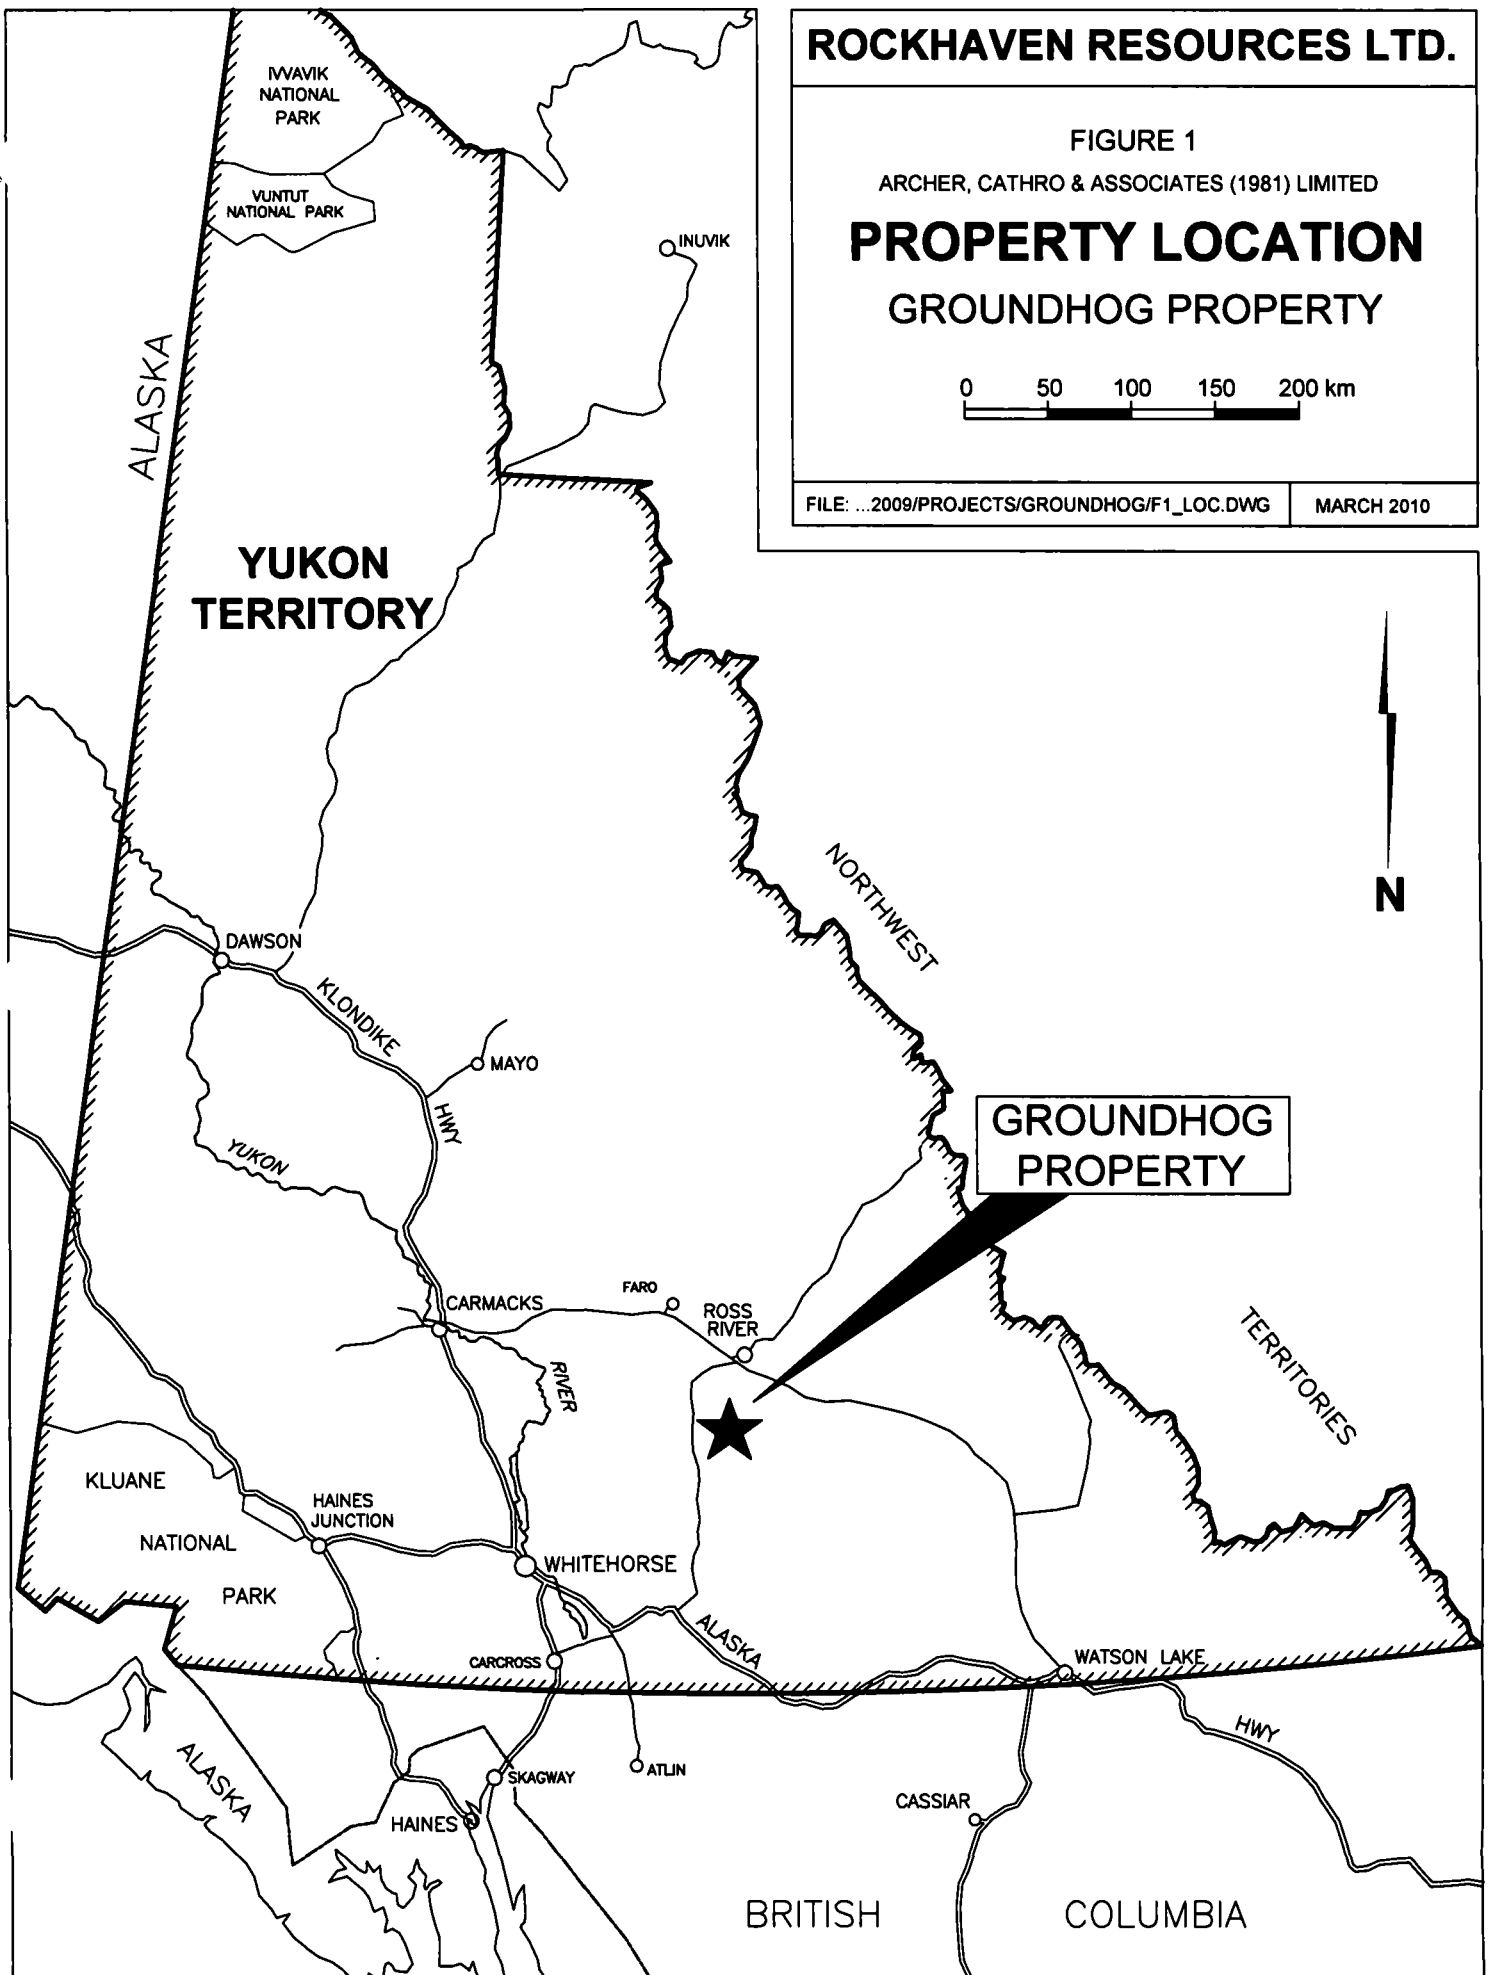 ROCKHAVEN RESOURCES LTD.
FIGURE 1
ARCHER, CATHRO & ASSOCIATES (1981) LIMITED
PROPERTY LOCATION
GROUNDHOG PROPERTY
0 50 100 150 200 km
FILE: ...2009/PROJECTS/GROUNDHOG/F1_LOC.DWG
MARCH 2010
IVVAVIK
NATIONAL
PARK
VUNTUT
NATIONAL PARK
INUVIK
ALASKA
YUKON
TERRITORY
N
NORTHWEST
DAWSON
KLONDIKE
MAYO
HWY
YUKON
GROUNDHOG
PROPERTY
FARO
CARMACKS
ROSS
RIVER
RIVER
TERRITORIES
KLUANE
NATIONAL
PARK
HAINES
JUNCTION
WHITEHORSE
ALASKA
CARCROSS
WATSON LAKE
HWY
ALASKA
SKAGWAY
ATLIN
HAINES
CASSIAR
BRITISH COLUMBIA